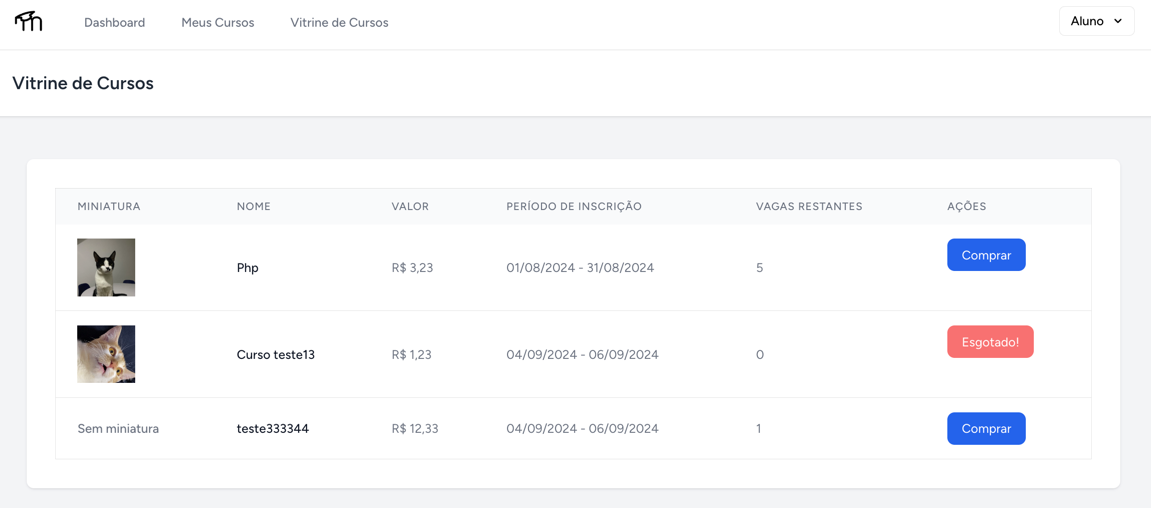 Dashboard Meus Cursos Vitrine de Cursos Aluno
Vitrine de Cursos
MINIATURA NOME VALOR PERÍODO DE INSCRIÇÃO VAGAS RESTANTES AÇÕES
Php R$ 3,23 01/08/2024 - 31/08/2024 5 Comprar
Curso teste13 R$ 1,23 04/09/2024 - 06/09/2024 0 Esgotado!
Sem miniatura teste333344 R$ 12,33 04/09/2024 - 06/09/2024 1 Comprar